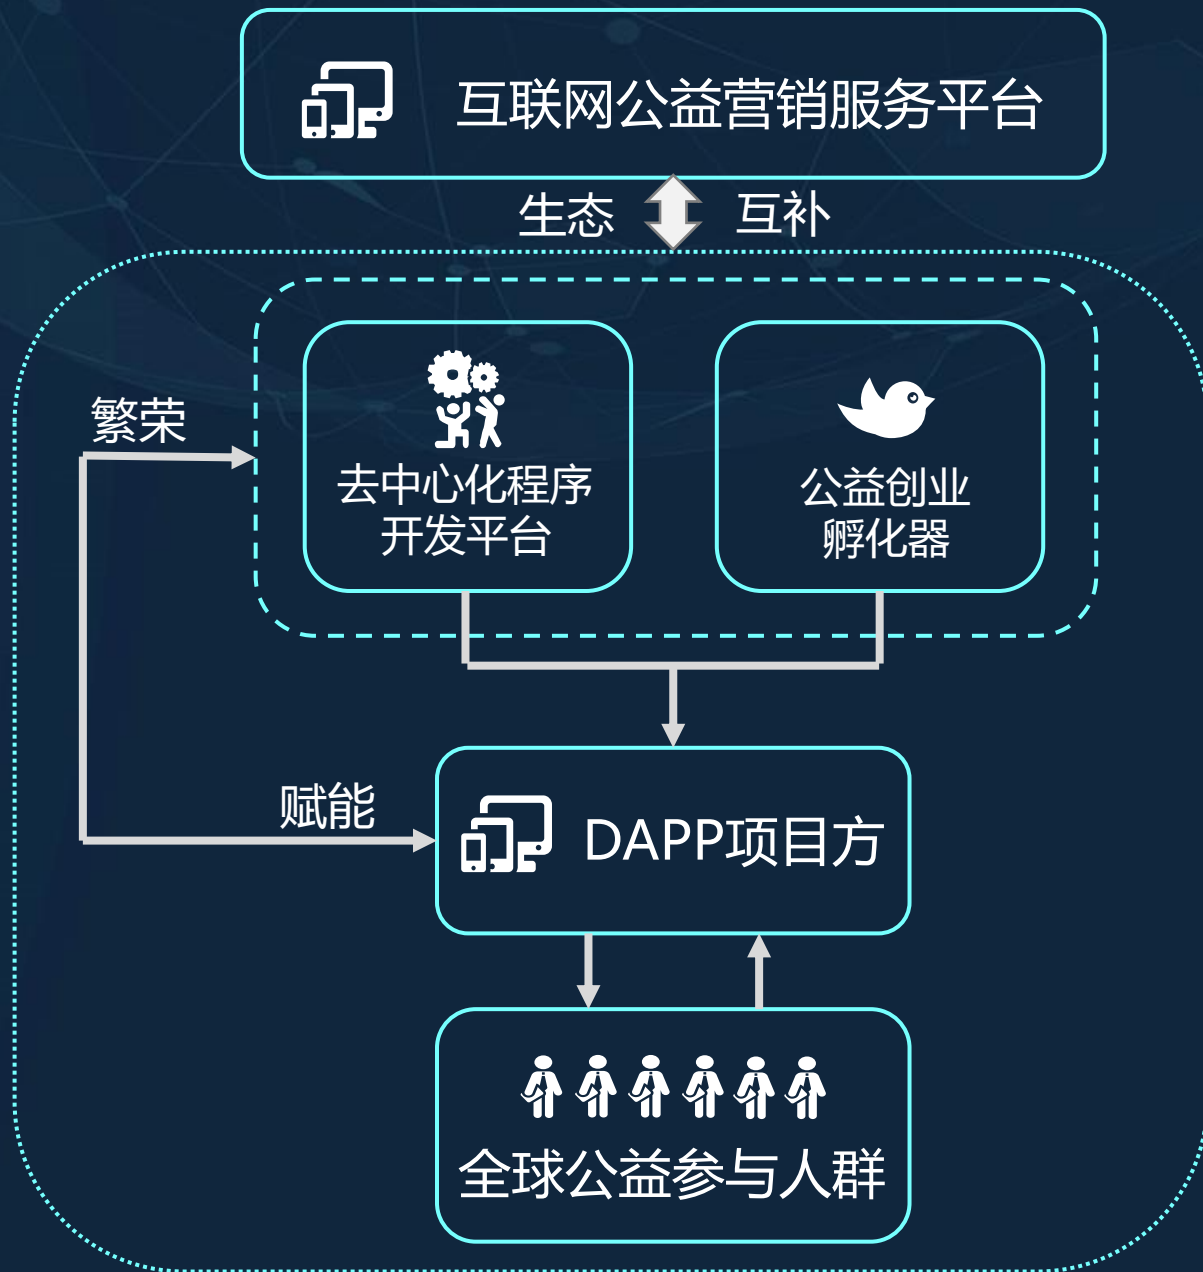 互联网公益营销服务平台
生态 互补
繁荣
去中心化程序
开发平台
公益创业
孵化器
赋能
DAPP项目方
全球公益参与人群